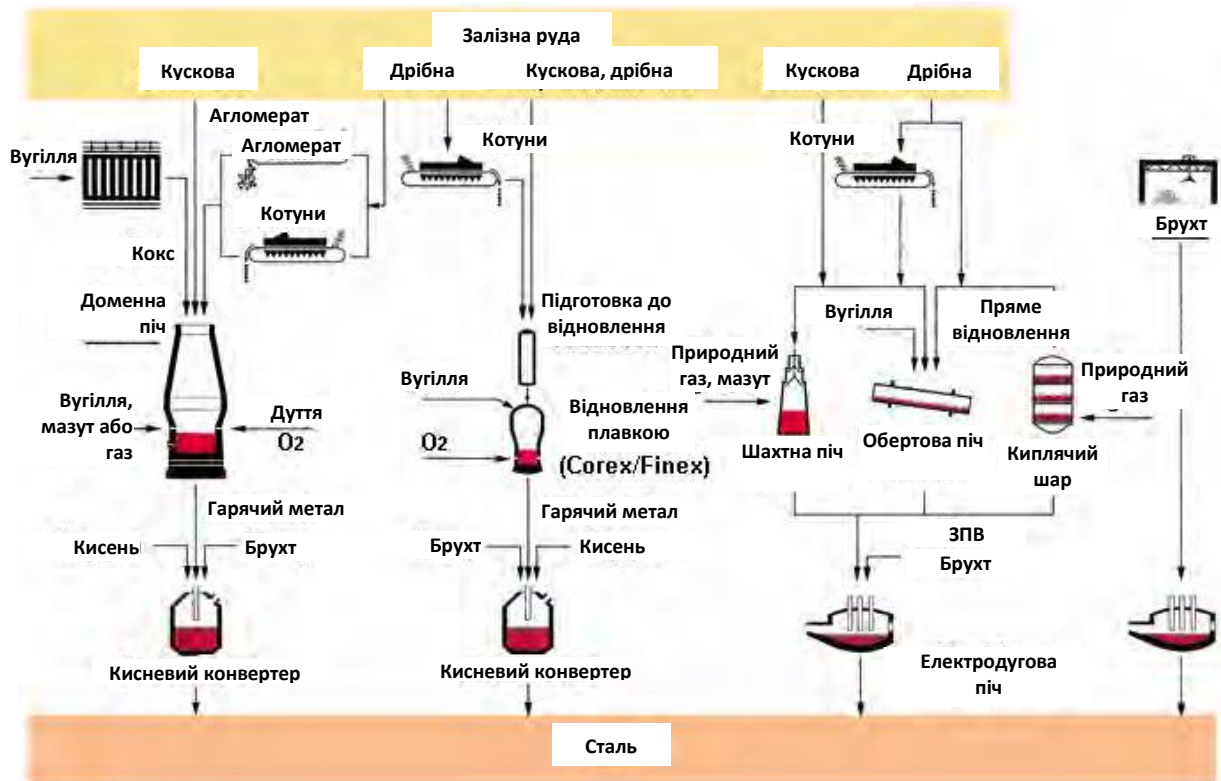 Залізна руда
Кускова
Дрібна
Кускова, дрібна
Кускова
Дрібна
Агломерат
Агломерат
Котуни
Котуни
Котуни
Вугілля
Брухт
Кокс
Доменна
піч
Підготовка до
відновлення
Вугілля
Пряме
відновлення
Природний
газ, мазут
Природний
газ
Вугілля,
мазут або
газ
Дуття
O2
Вугілля
O2
Відновлення
плавкою
(Corex/Finex)
Шахтна піч
Обертова піч
Киплячий
шар
Гарячий метал
Гарячий метал
Кисень
Брухт
Брухт
Кисень
ЗПВ
Брухт
Кисневий конвертер
Кисневий конвертер
Електродугова
піч
Сталь